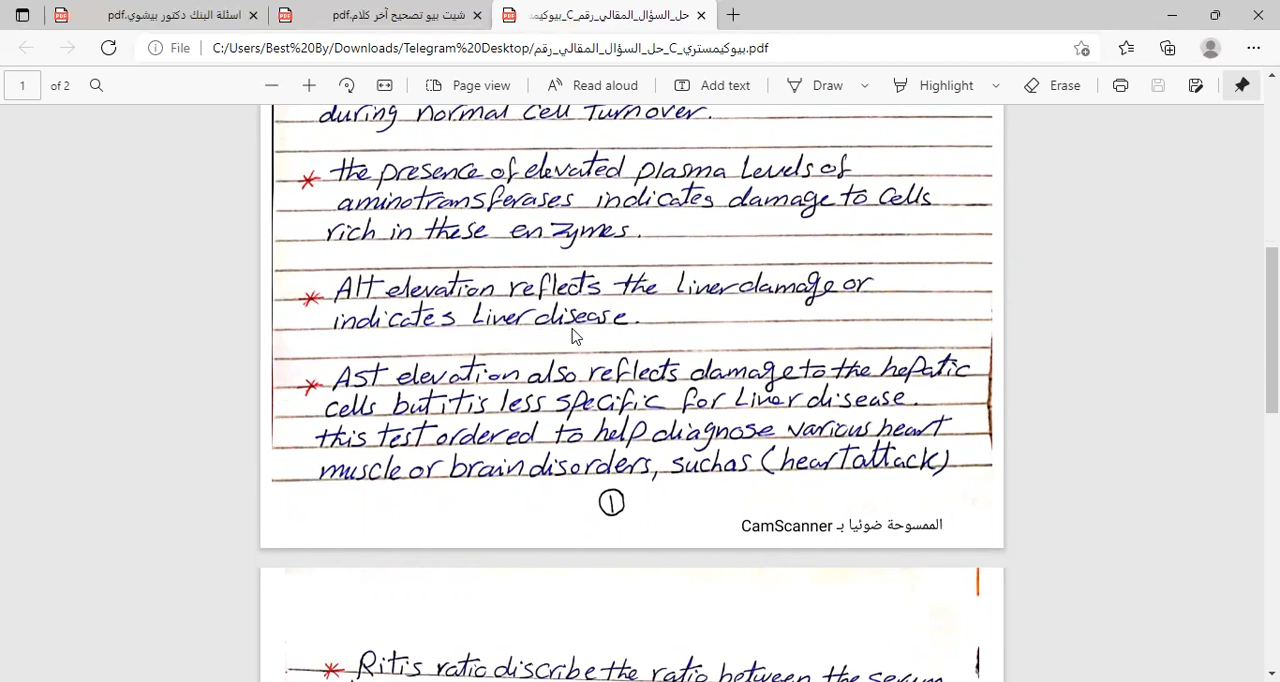 اسئلة البنك دكتور بيشوي.pdf
شيت بيو تصحيح آخر كلام.pdf
حل_السؤال_المقالي_رقم_C_بيوكيمـ
File
C:/Users/Best%20By/Downloads/Telegram%20Desktop/حل_السؤال_المقالي_رقم_C_بيوكيمستري.pdf
1 of 2
Page view
Read aloud
Add text
Draw
Highlight
Erase
during normal cell Turnover.
* the presence of elevated plasma Levels of
aminotransferases indicates damage to cells
rich in these enzymes.
* Alt elevation reflects the Liver damage or
indicates Liver disease.
* AST elevation also reflects damage to the hepatic
cells but it is less specific for Liver disease.
this test ordered to help diagnose various heart
muscle or brain disorders, such as (heart attack)
1
الممسوحة ضوئيا بـ CamScanner
* Ritis ratio discribe the ratio between the serum